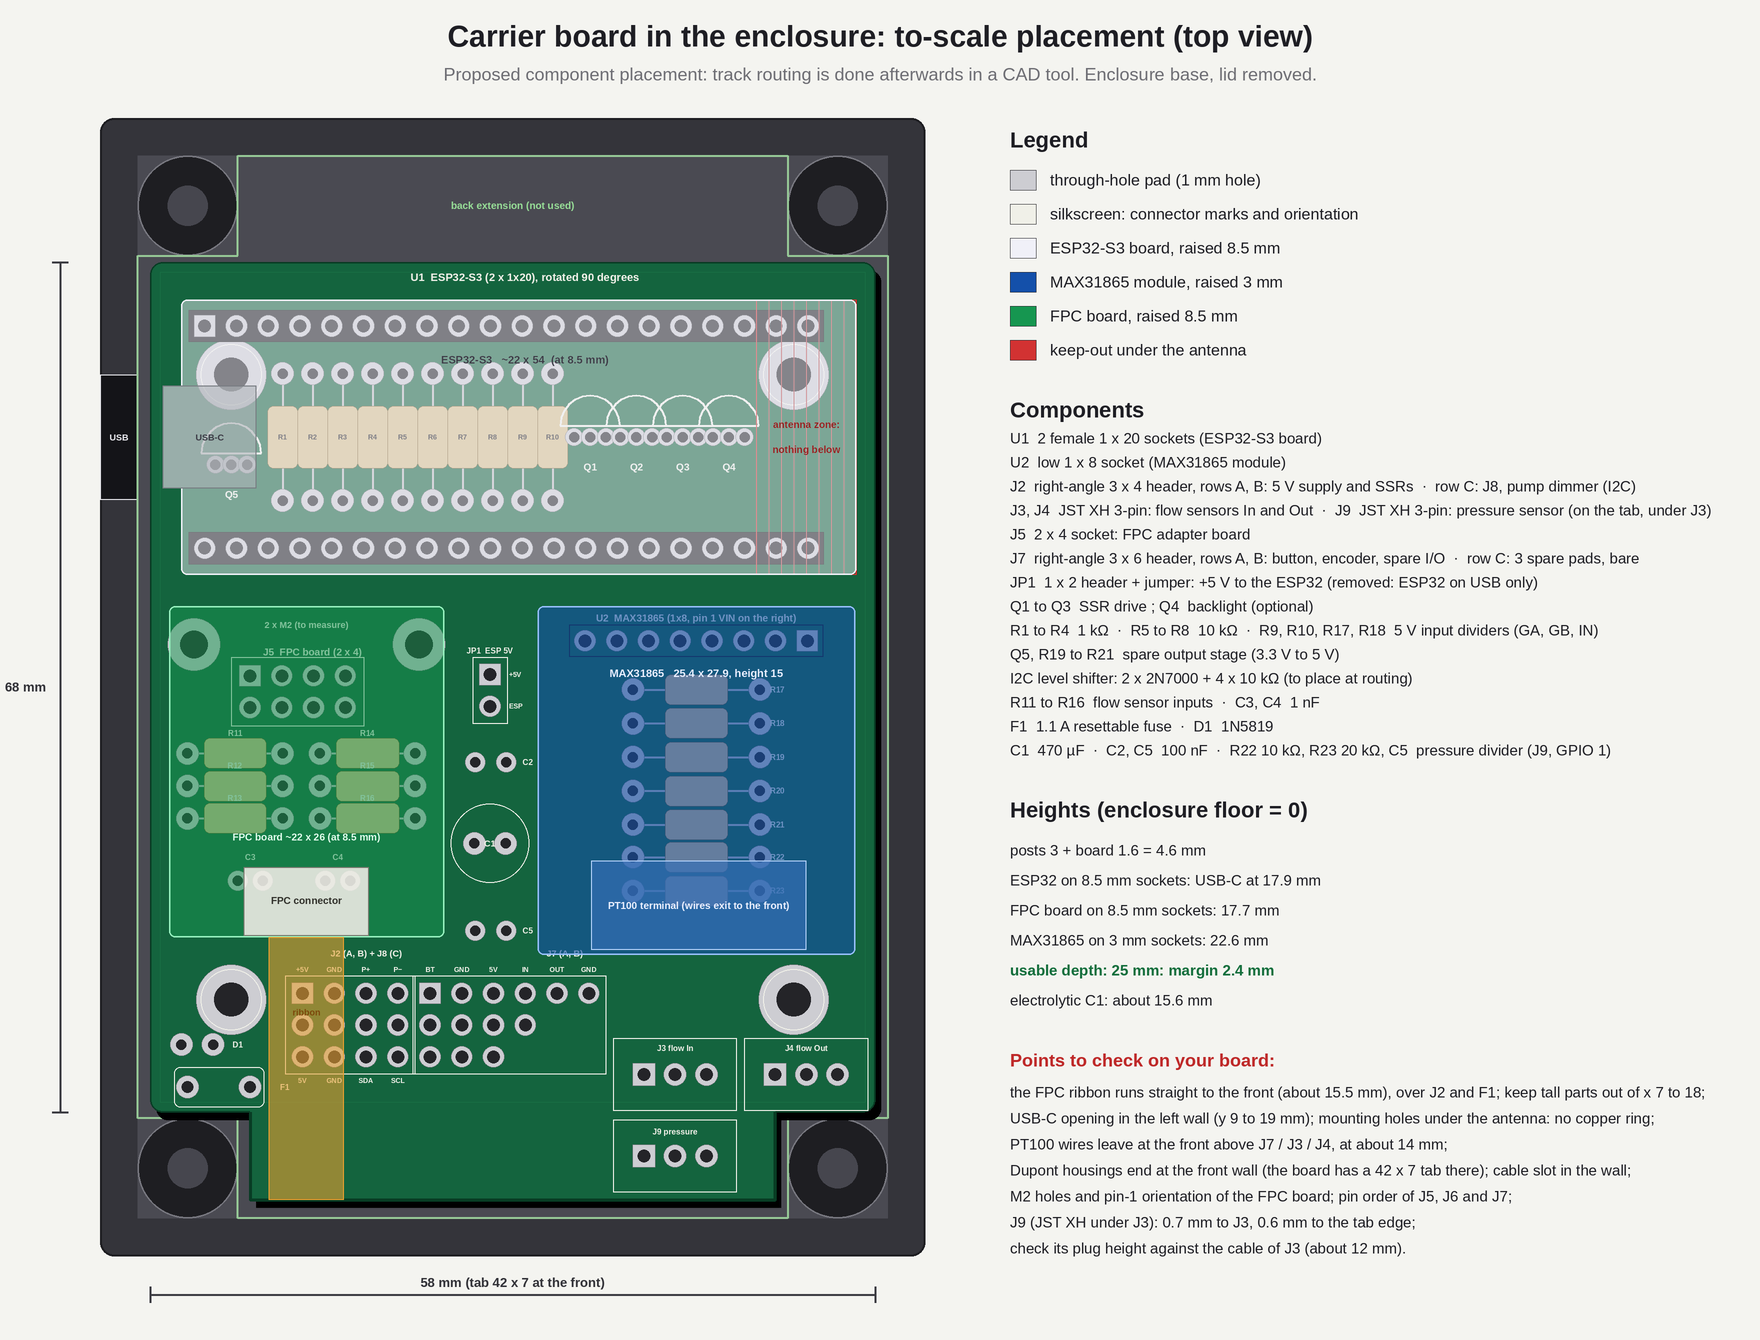 Carrier board in the enclosure: to-scale placement (top view)
Proposed component placement: track routing is done afterwards in a CAD tool. Enclosure base, lid removed.
back extension (not used)
U1 ESP32-S3 (2 x 1x20), rotated 90 degrees
ESP32-S3 ~22 x 54 (at 8.5 mm)
USB
USB-C
R1 R2 R3 R4 R5 R6 R7 R8 R9 R10
antenna zone:
nothing below
Q1 Q2 Q3 Q4
Q5
68 mm
2 x M2 (to measure)
J5 FPC board (2 x 4)
R11 R14
R12 R15
R13 R16
FPC board ~22 x 26 (at 8.5 mm)
C3 C4
FPC connector
JP1 ESP 5V
+5V
ESP
C2
C1
C5
U2 MAX31865 (1x8, pin 1 VIN on the right)
MAX31865 25.4 x 27.9, height 15
R17
R18
R19
R20
R21
R22
R23
PT100 terminal (wires exit to the front)
J2 (A, B) + J8 (C)
J7 (A, B)
+5V GND P+ P− BT GND 5V IN OUT GND
ribbon
D1
F1
5V GND SDA SCL
J3 flow In
J4 flow Out
J9 pressure
58 mm (tab 42 x 7 at the front)
Legend
through-hole pad (1 mm hole)
silkscreen: connector marks and orientation
ESP32-S3 board, raised 8.5 mm
MAX31865 module, raised 3 mm
FPC board, raised 8.5 mm
keep-out under the antenna
Components
U1 2 female 1 x 20 sockets (ESP32-S3 board)
U2 low 1 x 8 socket (MAX31865 module)
J2 right-angle 3 x 4 header, rows A, B: 5 V supply and SSRs · row C: J8, pump dimmer (I2C)
J3, J4 JST XH 3-pin: flow sensors In and Out · J9 JST XH 3-pin: pressure sensor (on the tab, under J3)
J5 2 x 4 socket: FPC adapter board
J7 right-angle 3 x 6 header, rows A, B: button, encoder, spare I/O · row C: 3 spare pads, bare
JP1 1 x 2 header + jumper: +5 V to the ESP32 (removed: ESP32 on USB only)
Q1 to Q3 SSR drive ; Q4 backlight (optional)
R1 to R4 1 kΩ · R5 to R8 10 kΩ · R9, R10, R17, R18 5 V input dividers (GA, GB, IN)
Q5, R19 to R21 spare output stage (3.3 V to 5 V)
I2C level shifter: 2 x 2N7000 + 4 x 10 kΩ (to place at routing)
R11 to R16 flow sensor inputs · C3, C4 1 nF
F1 1.1 A resettable fuse · D1 1N5819
C1 470 µF · C2, C5 100 nF · R22 10 kΩ, R23 20 kΩ, C5 pressure divider (J9, GPIO 1)
Heights (enclosure floor = 0)
posts 3 + board 1.6 = 4.6 mm
ESP32 on 8.5 mm sockets: USB-C at 17.9 mm
FPC board on 8.5 mm sockets: 17.7 mm
MAX31865 on 3 mm sockets: 22.6 mm
usable depth: 25 mm: margin 2.4 mm
electrolytic C1: about 15.6 mm
Points to check on your board:
the FPC ribbon runs straight to the front (about 15.5 mm), over J2 and F1; keep tall parts out of x 7 to 18;
USB-C opening in the left wall (y 9 to 19 mm); mounting holes under the antenna: no copper ring;
PT100 wires leave at the front above J7 / J3 / J4, at about 14 mm;
Dupont housings end at the front wall (the board has a 42 x 7 tab there); cable slot in the wall;
M2 holes and pin-1 orientation of the FPC board; pin order of J5, J6 and J7;
J9 (JST XH under J3): 0.7 mm to J3, 0.6 mm to the tab edge;
check its plug height against the cable of J3 (about 12 mm).